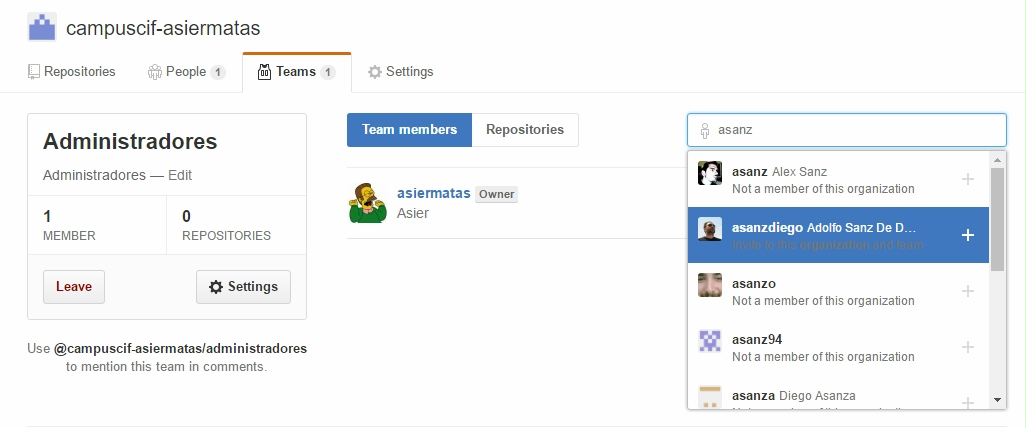 campuscif-asiermatas
Repositories
People 1
Teams 1
Settings
Administradores
Administradores — Edit
1
MEMBER
0
REPOSITORIES
Leave
Settings
Use @campuscif-asiermatas/administradores
to mention this team in comments.
Team members
Repositories
asiermatas Owner
Asier
asanz
asanz Alex Sanz
Not a member of this organization
asanzdiego Adolfo Sanz De D...
Invite to this organization and team
asanzo
Not a member of this organization
asanz94
Not a member of this organization
asanza Diego Asanza